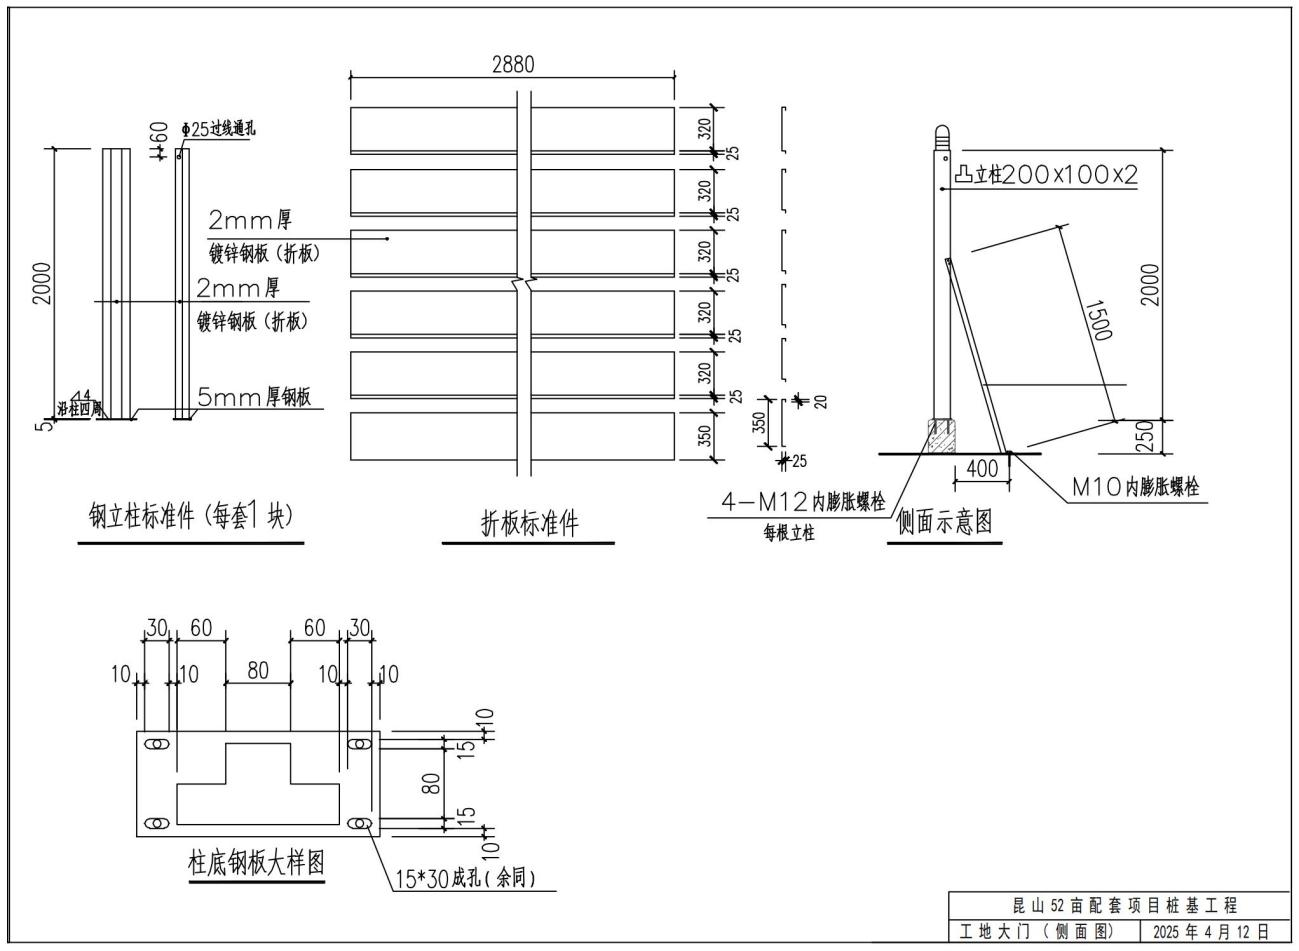 2880
60
Φ25过线通孔
2000
2mm厚
镀锌钢板（折板）
2mm厚
镀锌钢板（折板）
5mm厚钢板
4
沿柱四周
5
320
25
320
25
320
25
320
25
320
25
350
350
20
25
凸立柱200x100x2
2000
1500
250
400
M10内膨胀螺栓
4-M12内膨胀螺栓
每根立柱
钢立柱标准件（每套1块）
折板标准件
侧面示意图
30
60
60
30
10
10
80
10
10
10
15
80
15
10
柱底钢板大样图
15*30成孔（余同）
昆山52亩配套项目桩基工程
工地大门（侧面图）
2025年4月12日